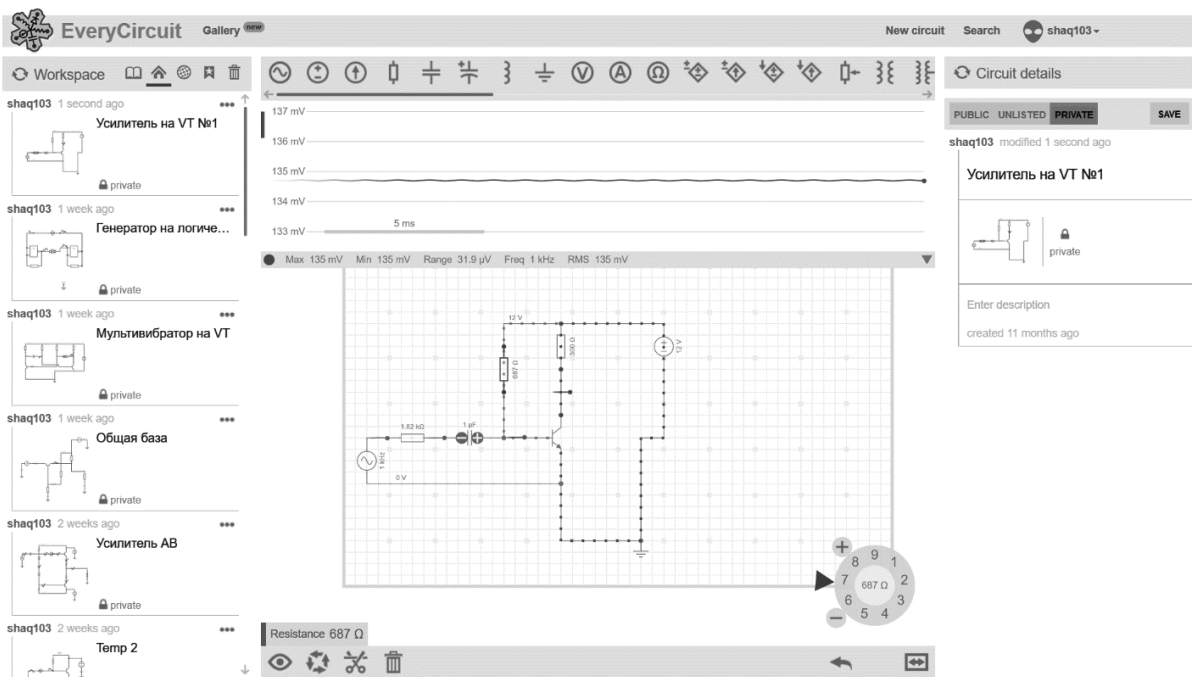 EveryCircuit Gallery new New circuit Search shaq103
Workspace
shaq103 1 second ago
Усилитель на VT №1
private
shaq103 1 week ago
Генератор на логиче...
private
shaq103 1 week ago
Мультивибратор на VT
private
shaq103 1 week ago
Общая база
private
shaq103 2 weeks ago
Усилитель АВ
private
shaq103 2 weeks ago
Temp 2
V A Ω
137 mV
136 mV
135 mV
134 mV
133 mV
5 ms
Max 135 mV Min 135 mV Range 31.9 µV Freq 1 kHz RMS 135 mV
12 V
300 Ω
12 V
687 Ω
1.62 kΩ
1 µF
1 kHz
0 V
9
8 1
7 687 Ω 2
6 3
5 4
Resistance 687 Ω
Circuit details
PUBLIC UNLISTED PRIVATE SAVE
shaq103 modified 1 second ago
Усилитель на VT №1
private
Enter description
created 11 months ago